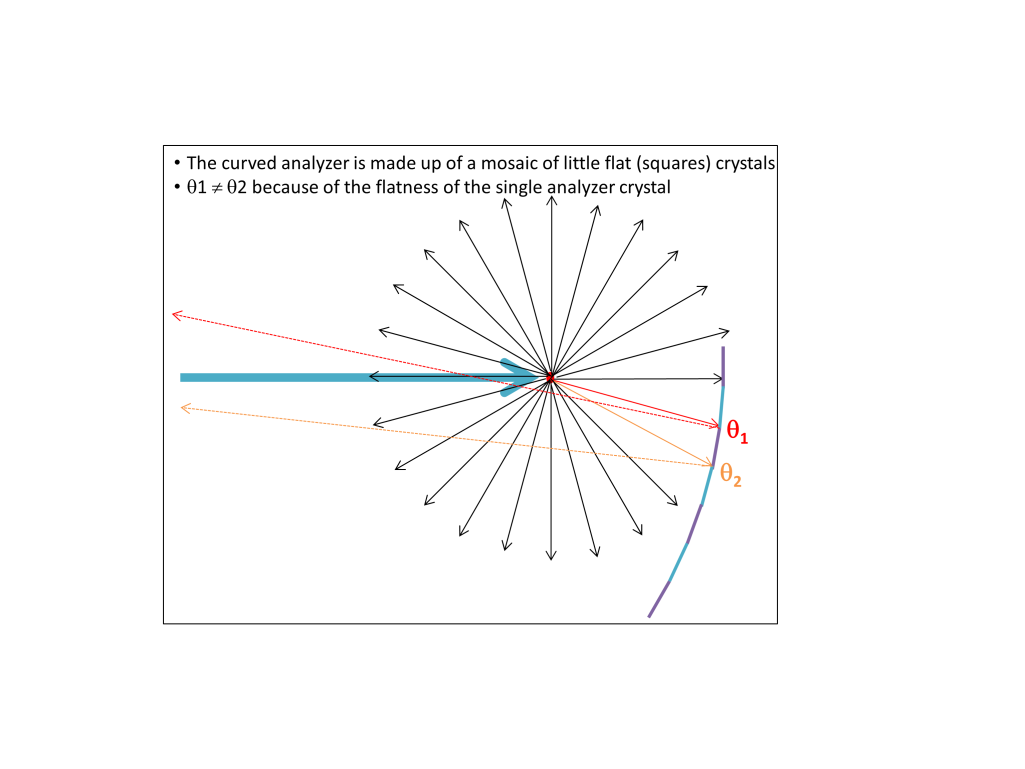 • The curved analyzer is made up of a mosaic of little flat (squares) crystals
• θ1 ≠ θ2 because of the flatness of the single analyzer crystal
θ1
θ2